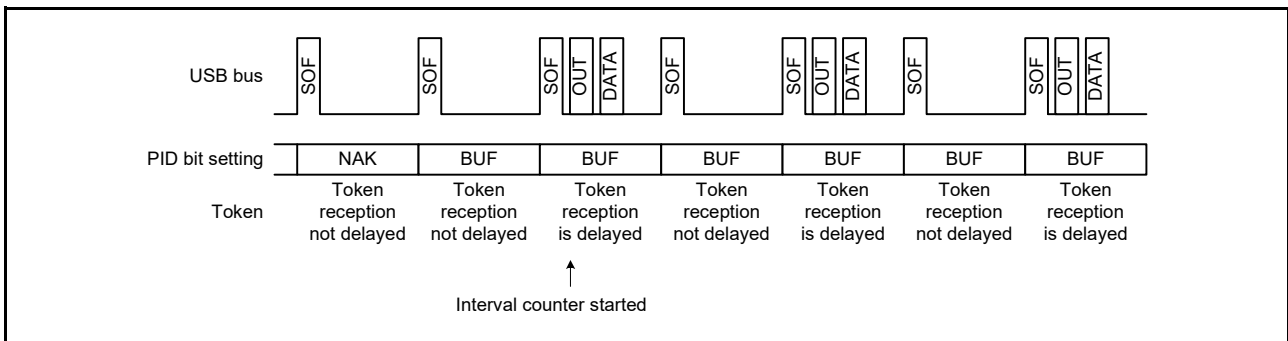 USB bus
SOF
SOF
SOF
OUT
DATA
SOF
SOF
OUT
DATA
SOF
SOF
OUT
DATA
PID bit setting
NAK
BUF
BUF
BUF
BUF
BUF
BUF
Token
Token
reception
not delayed
Token
reception
not delayed
Token
reception
is delayed
Token
reception
not delayed
Token
reception
is delayed
Token
reception
not delayed
Token
reception
is delayed
Interval counter started